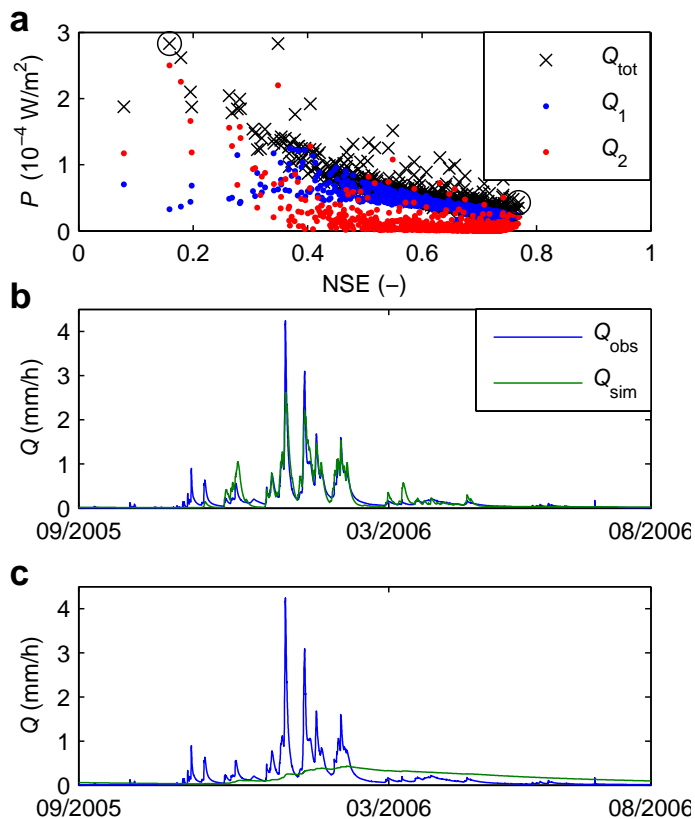 a
3
2
1
0
P (10⁻⁴ W/m²)
0 0.2 0.4 0.6 0.8 1
NSE (–)
Q_tot
Q_1
Q_2
b
4
3
2
1
0
Q (mm/h)
09/2005 03/2006 08/2006
Q_obs
Q_sim
c
4
3
2
1
0
Q (mm/h)
09/2005 03/2006 08/2006